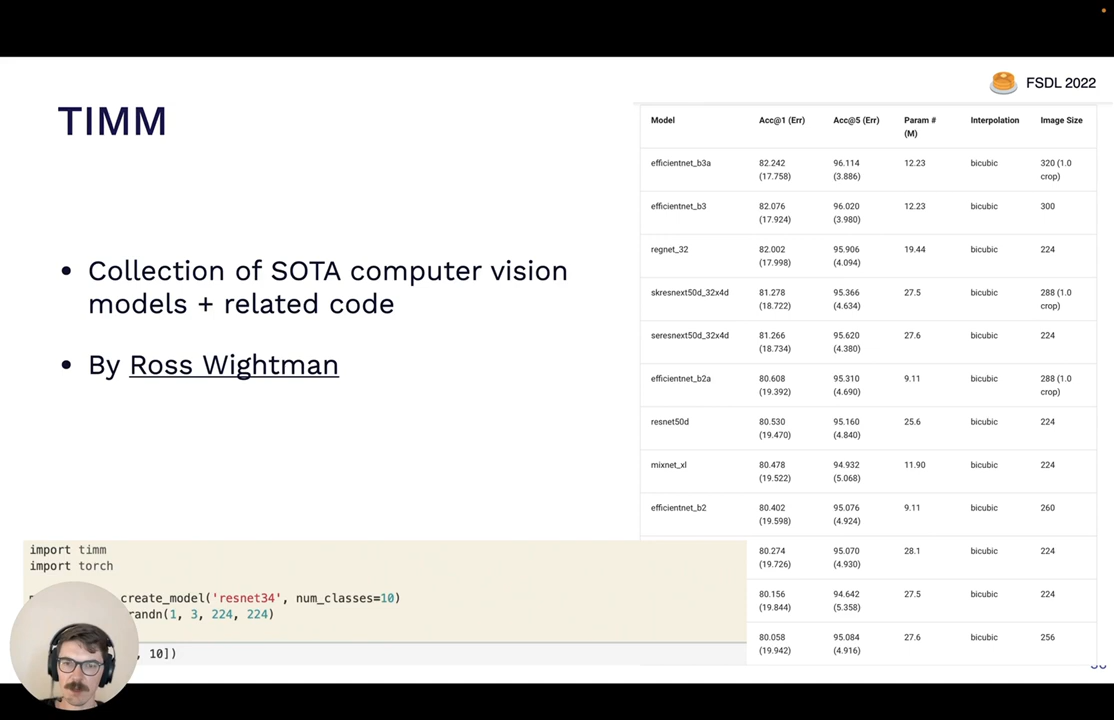 FSDL 2022
TIMM
• Collection of SOTA computer vision
models + related code
• By Ross Wightman
Model Acc@1 (Err) Acc@5 (Err) Param # (M) Interpolation Image Size
efficientnet_b3a 82.242 (17.758) 96.114 (3.886) 12.23 bicubic 320 (1.0 crop)
efficientnet_b3 82.076 (17.924) 96.020 (3.980) 12.23 bicubic 300
regnet_32 82.002 (17.998) 95.906 (4.094) 19.44 bicubic 224
skresnext50d_32x4d 81.278 (18.722) 95.366 (4.634) 27.5 bicubic 288 (1.0 crop)
seresnext50d_32x4d 81.266 (18.734) 95.620 (4.380) 27.6 bicubic 224
efficientnet_b2a 80.608 (19.392) 95.310 (4.690) 9.11 bicubic 288 (1.0 crop)
resnet50d 80.530 (19.470) 95.160 (4.840) 25.6 bicubic 224
mixnet_xl 80.478 (19.522) 94.932 (5.068) 11.90 bicubic 224
efficientnet_b2 80.402 (19.598) 95.076 (4.924) 9.11 bicubic 260
80.274 (19.726) 95.070 (4.930) 28.1 bicubic 224
80.156 (19.844) 94.642 (5.358) 27.5 bicubic 224
80.058 (19.942) 95.084 (4.916) 27.6 bicubic 256
import timm
import torch
create_model('resnet34', num_classes=10)
randn(1, 3, 224, 224)
, 10])